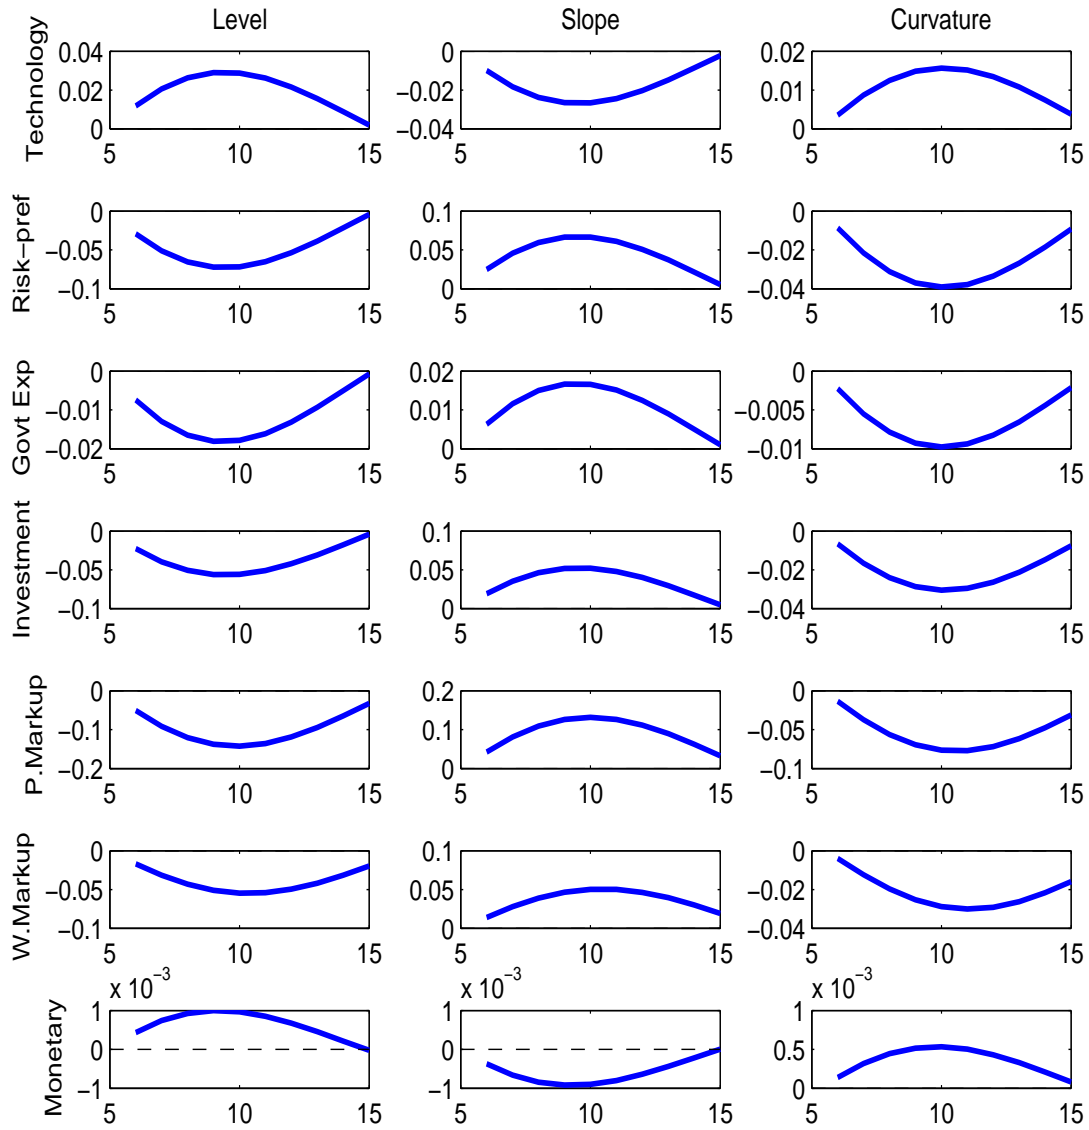 Level Slope Curvature
Technology
0.04 0 0.02
0.02 −0.02 0.01
0 −0.04 0
5 10 15 5 10 15 5 10 15
Risk−pref
0 0.1 0
−0.05 0.05 −0.02
−0.1 0 −0.04
5 10 15 5 10 15 5 10 15
Govt Exp
0 0.02 0
−0.01 0.01 −0.005
−0.02 0 −0.01
5 10 15 5 10 15 5 10 15
Investment
0 0.1 0
−0.05 0.05 −0.02
−0.1 0 −0.04
5 10 15 5 10 15 5 10 15
P.Markup
0 0.2 0
−0.1 0.1 −0.05
−0.2 0 −0.1
5 10 15 5 10 15 5 10 15
W.Markup
0 0.1 0
−0.05 0.05 −0.02
−0.1 0 −0.04
5 10 15 5 10 15 5 10 15
Monetary
x 10−3 x 10−3 x 10−3
1 1 1
0 0 0.5
−1 −1 0
5 10 15 5 10 15 5 10 15